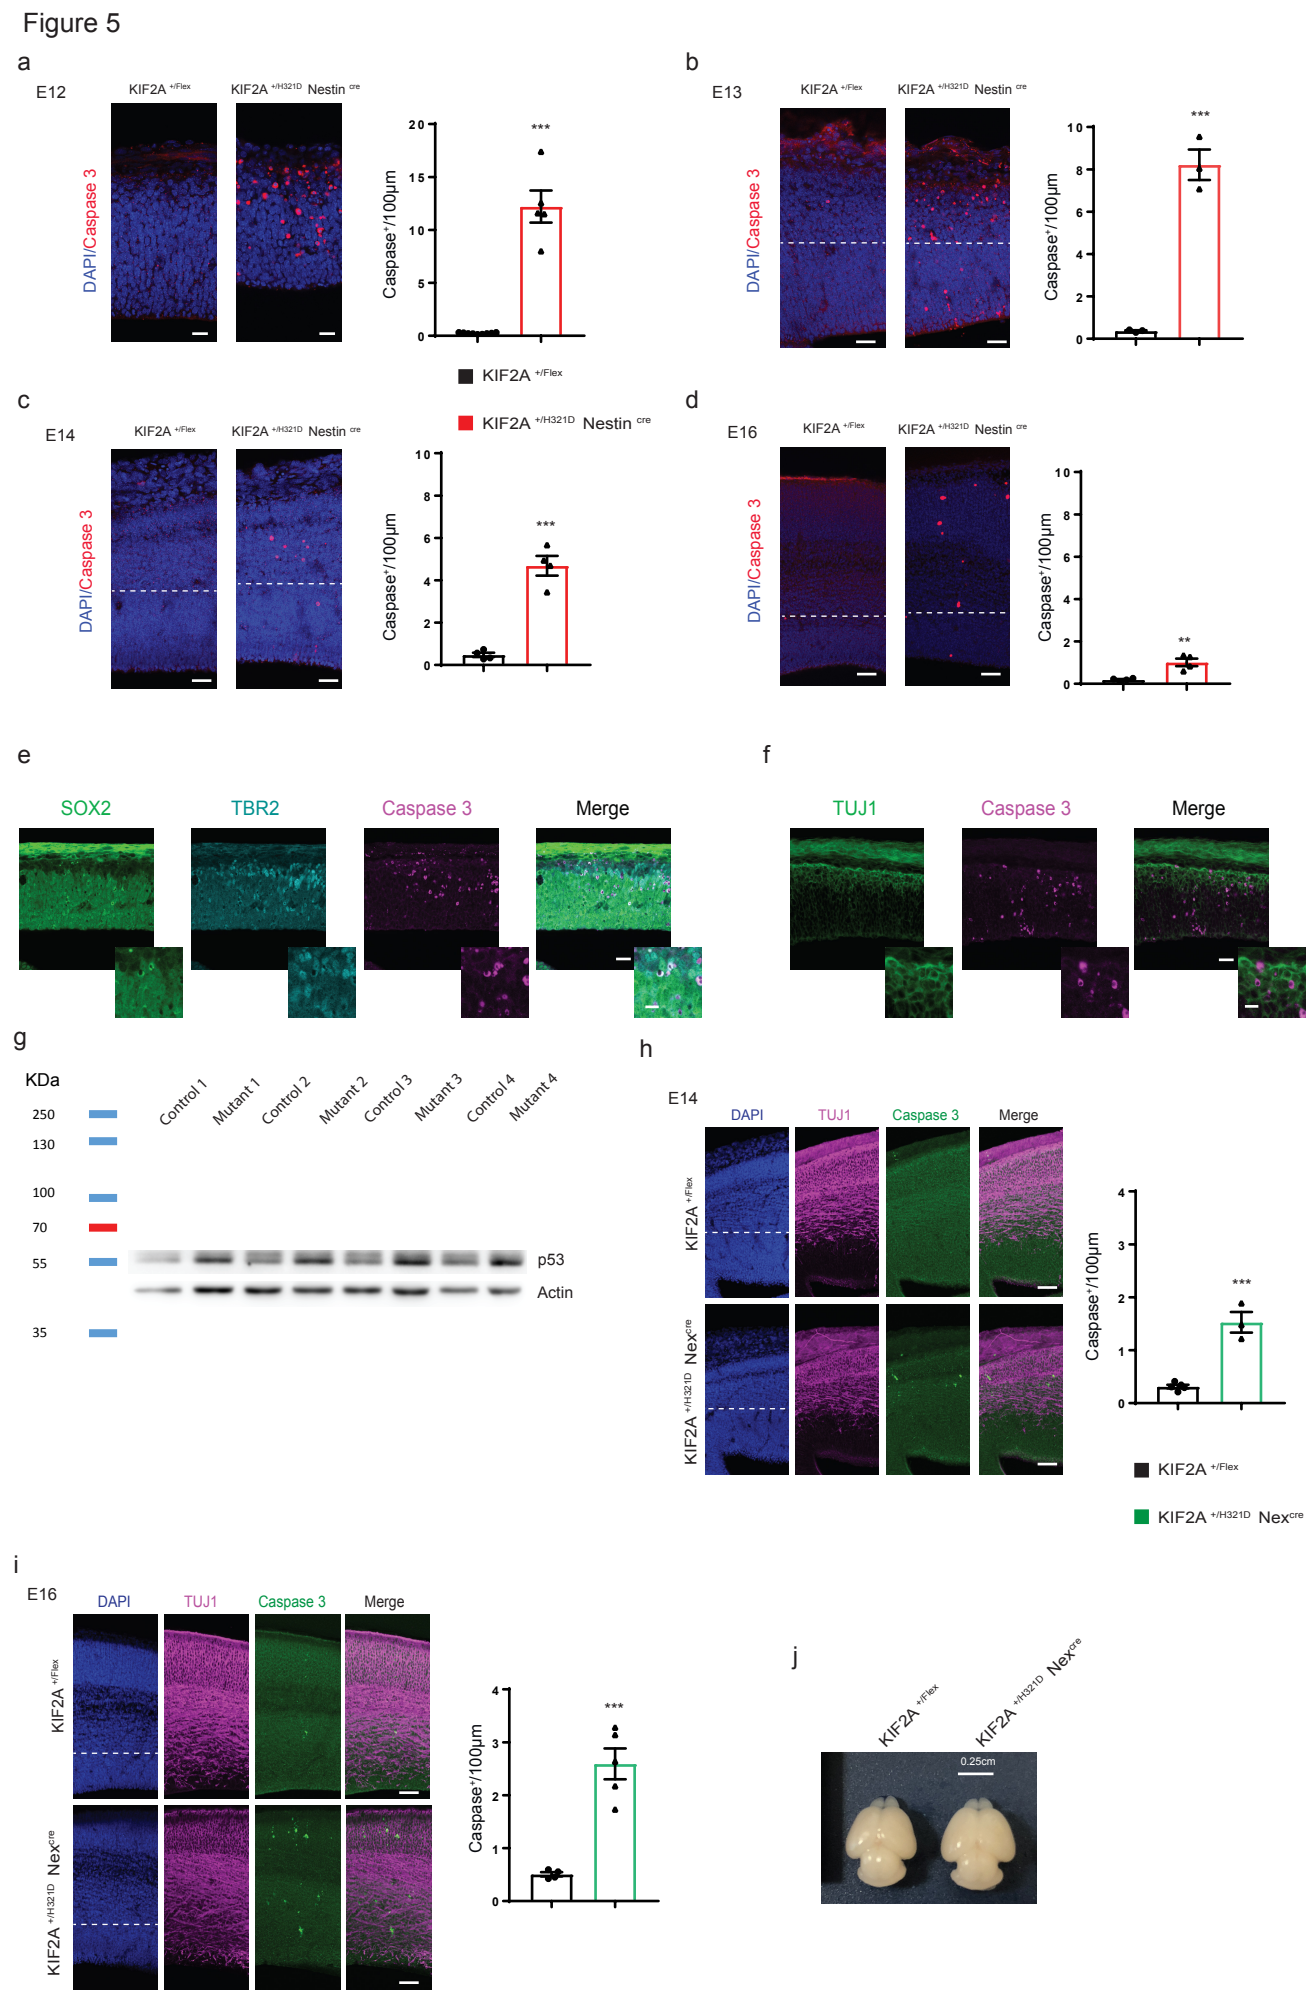 Figure 5
a
E12
KIF2A +/Flex
KIF2A +/H321D Nestin cre
DAPI/Caspase 3
Caspase+/100µm
20
15
10
5
0
***
b
E13
KIF2A +/Flex
KIF2A +/H321D Nestin cre
DAPI/Caspase 3
Caspase+/100µm
10
8
6
4
2
0
***
KIF2A +/Flex
KIF2A +/H321D Nestin cre
c
E14
KIF2A +/Flex
KIF2A +/H321D Nestin cre
DAPI/Caspase 3
Caspase+/100µm
10
8
6
4
2
0
***
d
E16
KIF2A +/Flex
KIF2A +/H321D Nestin cre
DAPI/Caspase 3
Caspase+/100µm
10
8
6
4
2
0
**
e
SOX2
TBR2
Caspase 3
Merge
f
TUJ1
Caspase 3
Merge
g
KDa
250
130
100
70
55
35
Control 1
Mutant 1
Control 2
Mutant 2
Control 3
Mutant 3
Control 4
Mutant 4
p53
Actin
h
E14
DAPI
TUJ1
Caspase 3
Merge
KIF2A +/Flex
KIF2A +/H321D Nex cre
Caspase+/100µm
4
3
2
1
0
***
KIF2A +/Flex
KIF2A +/H321D Nex cre
i
E16
DAPI
TUJ1
Caspase 3
Merge
KIF2A +/Flex
KIF2A +/H321D Nex cre
Caspase+/100µm
4
3
2
1
0
***
j
KIF2A +/Flex
KIF2A +/H321D Nex cre
0.25cm